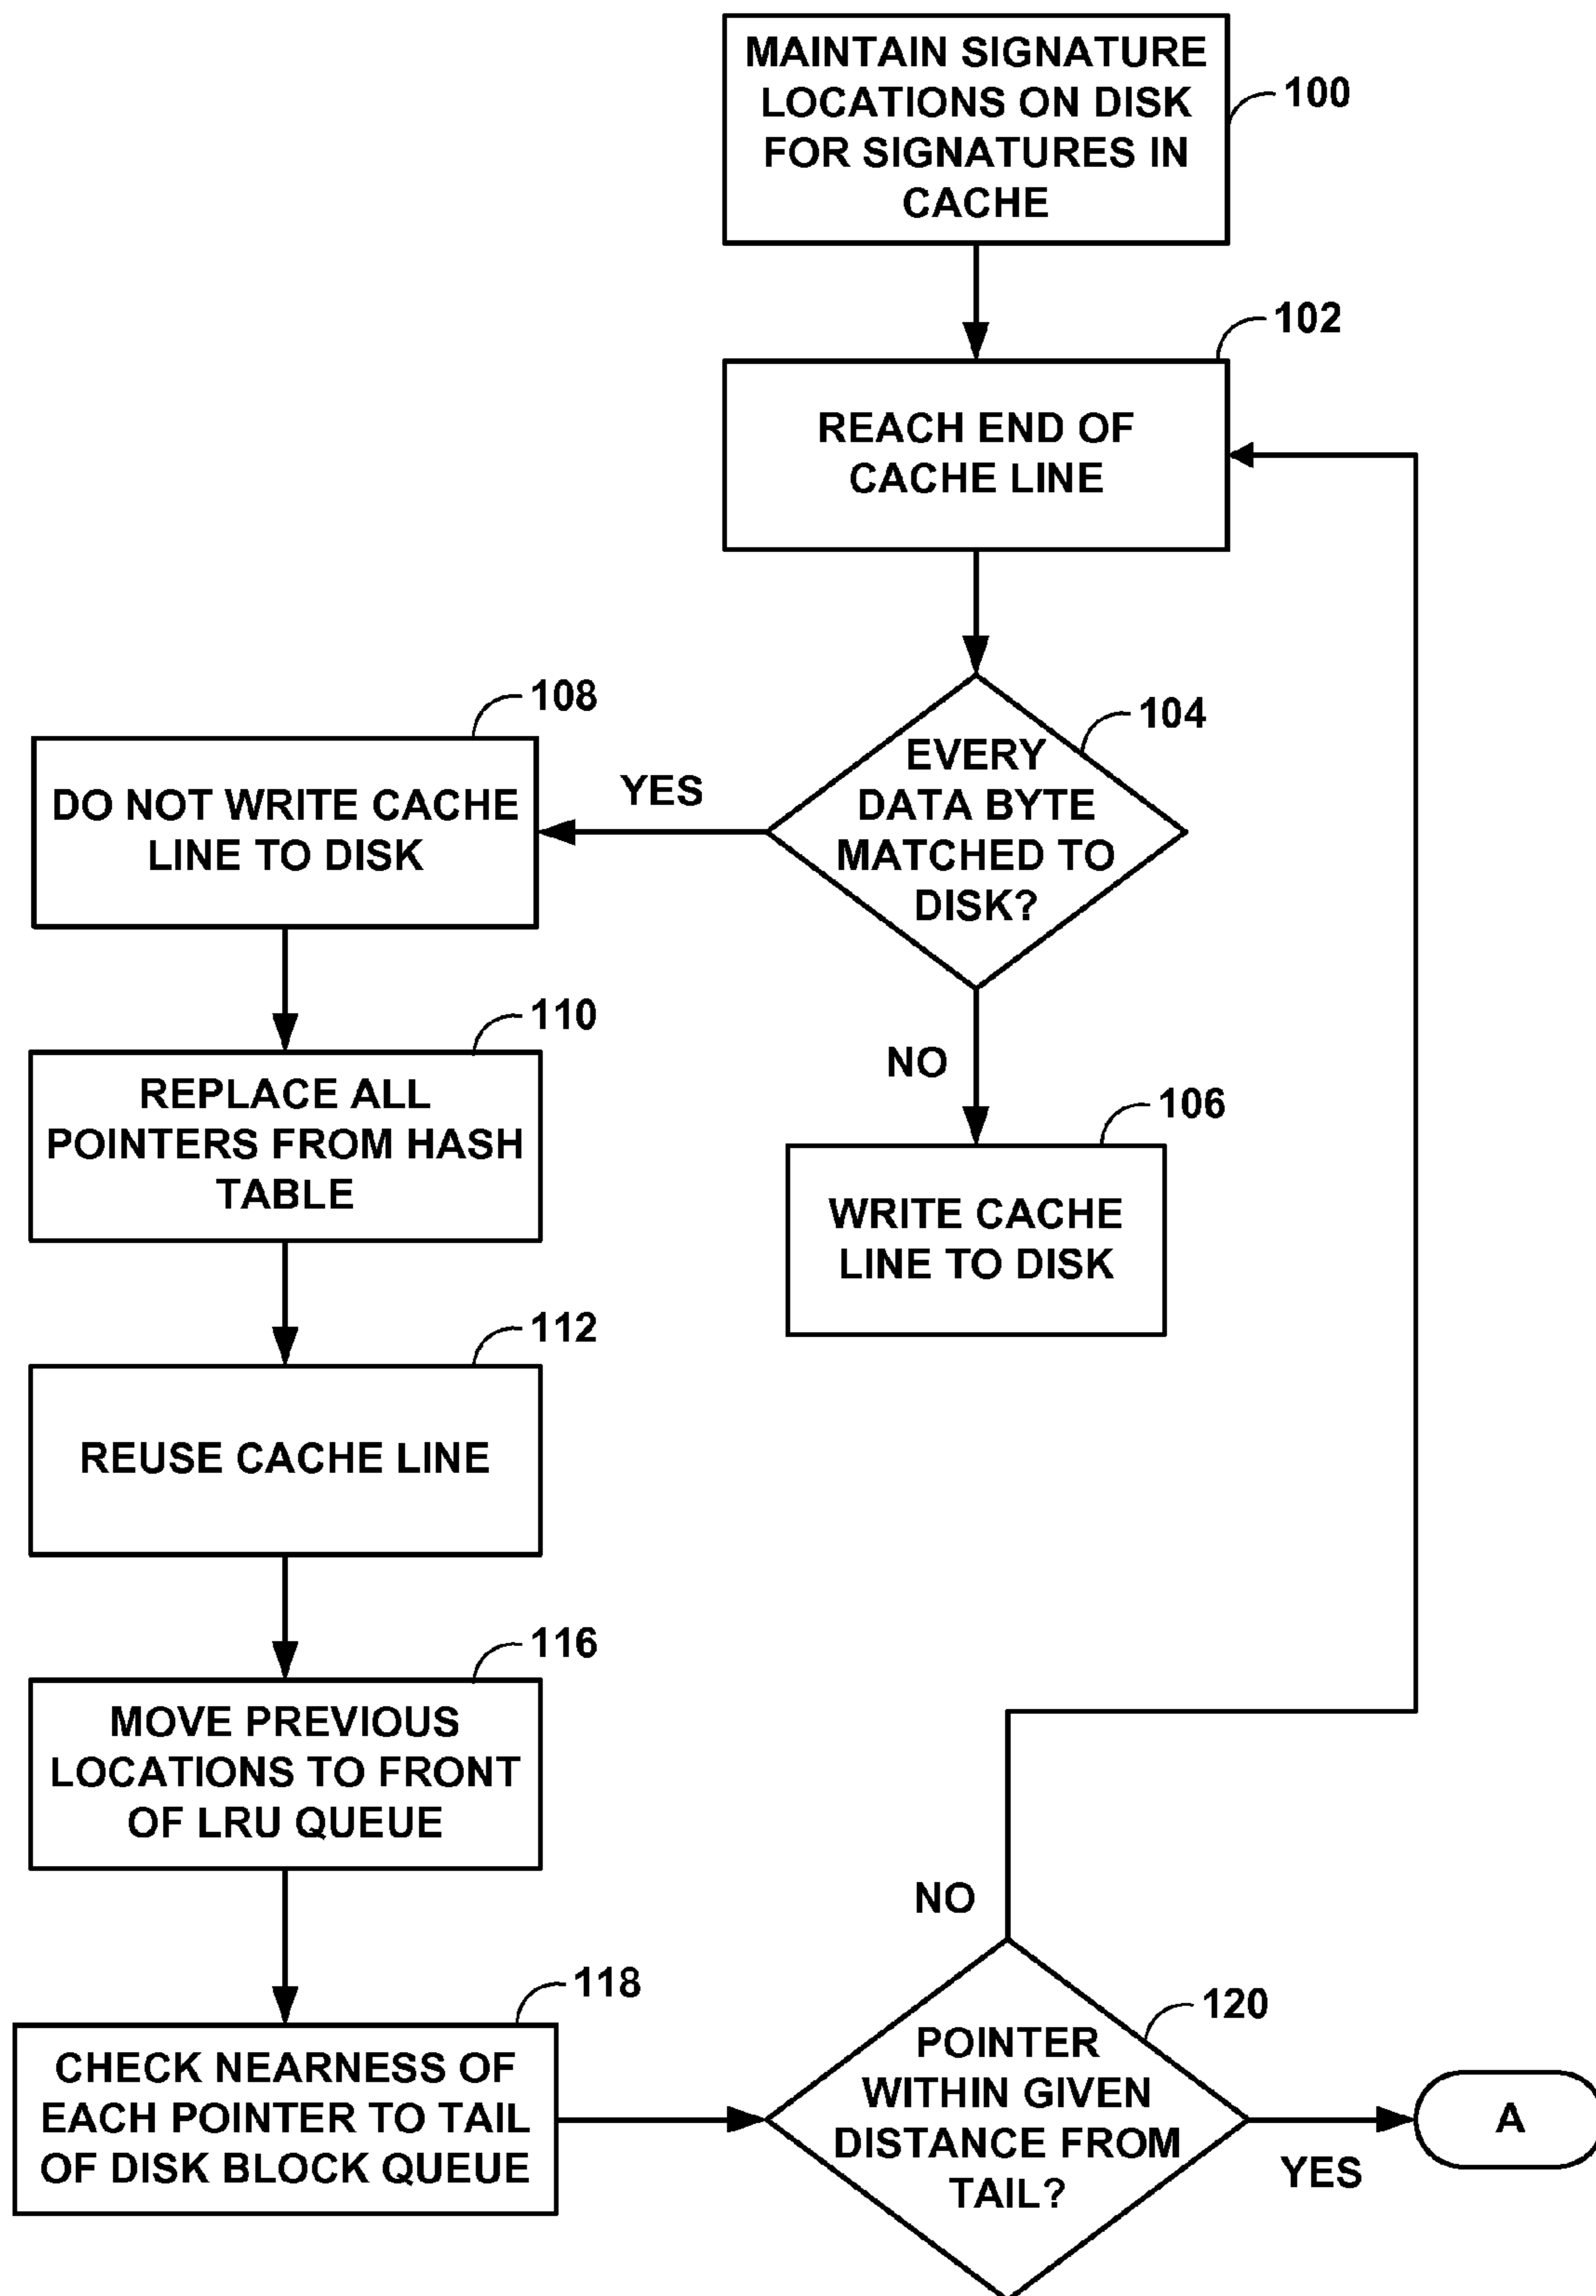 MAINTAIN SIGNATURE
LOCATIONS ON DISK
FOR SIGNATURES IN
CACHE
100
102
REACH END OF
CACHE LINE
104
EVERY
DATA BYTE
MATCHED TO
DISK?
YES
108
DO NOT WRITE CACHE
LINE TO DISK
NO
106
WRITE CACHE
LINE TO DISK
110
REPLACE ALL
POINTERS FROM HASH
TABLE
112
REUSE CACHE LINE
116
MOVE PREVIOUS
LOCATIONS TO FRONT
OF LRU QUEUE
118
CHECK NEARNESS OF
EACH POINTER TO TAIL
OF DISK BLOCK QUEUE
NO
120
POINTER
WITHIN GIVEN
DISTANCE FROM
TAIL?
YES
A